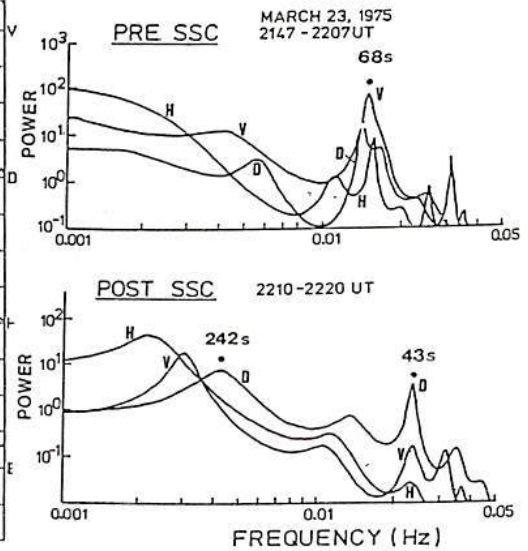 MARCH 23, 1975
PRE SSC 2147-2207UT
68s
10³
10²
10¹
10⁰
10⁻¹
POWER
H
V
V
D
D
H
0.001
0.01
0.05
POST SSC 2210-2220 UT
242s
43s
10²
10¹
10⁰
10⁻¹
POWER
H
V
D
D
V
H
0.001
0.01
0.05
FREQUENCY (Hz)
V
D
E